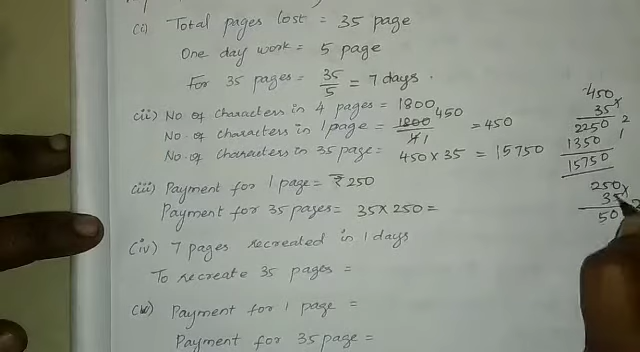 (i) Total pages lost = 35 page
One day work = 5 page
For 35 pages = 35/5 = 7 days.
(ii) No of characters in 4 pages = 1800
No. of characters in 1 page = 1800/4 450 1 = 450
No. of characters in 35 page = 450 × 35 = 15750
(iii) Payment for 1 page = ₹ 250
Payment for 35 pages = 35 × 250 =
(iv) 7 pages recreated in 1 days
To recreate 35 pages =
Payment for 1 page =
Payment for 35 page =
450 ×
35
2250 2
1350 1
15750
250 ×
35
50